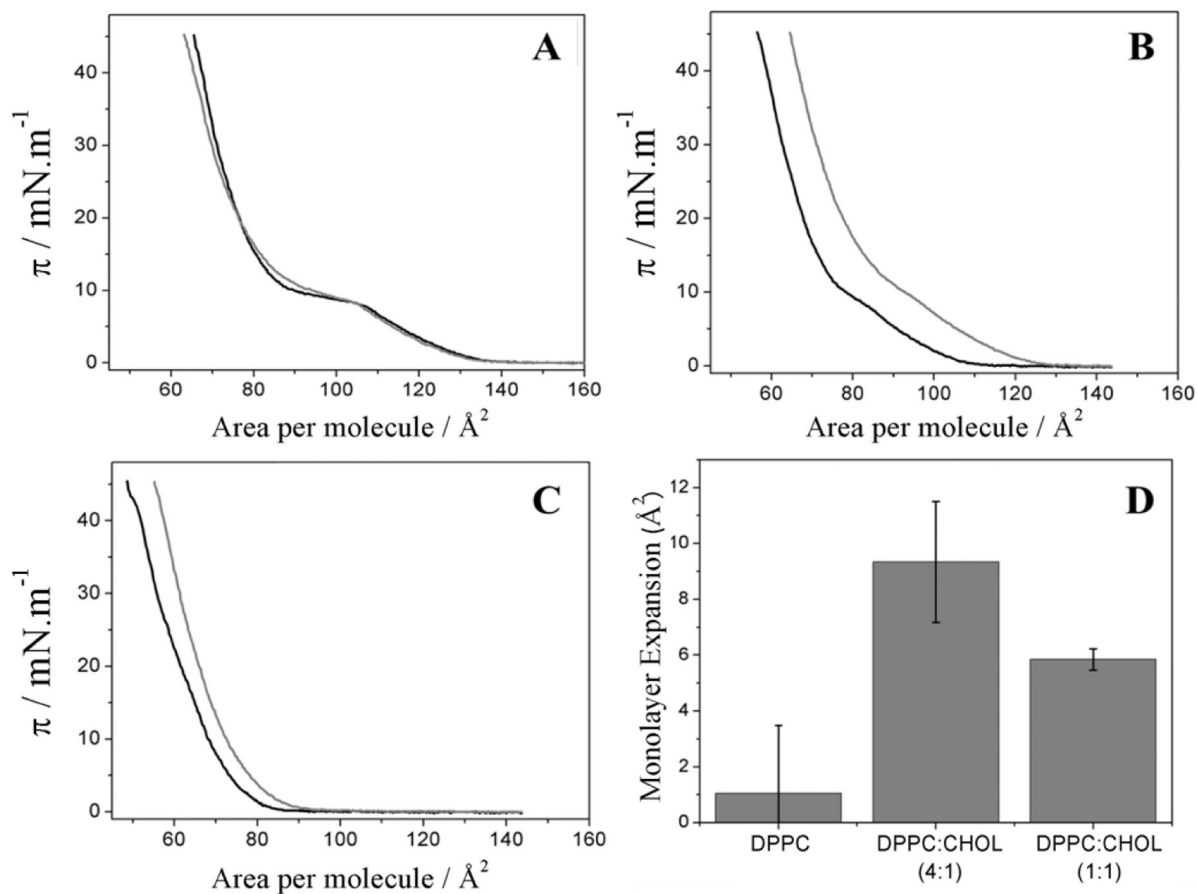 A
π / mN.m⁻¹
40
30
20
10
0
60 80 100 120 140 160
Area per molecule / Å²
B
π / mN.m⁻¹
40
30
20
10
0
60 80 100 120 140 160
Area per molecule / Å²
C
π / mN.m⁻¹
40
30
20
10
0
60 80 100 120 140 160
Area per molecule / Å²
D
Monolayer Expansion (Å²)
12
10
8
6
4
2
0
DPPC DPPC:CHOL DPPC:CHOL
(4:1) (1:1)